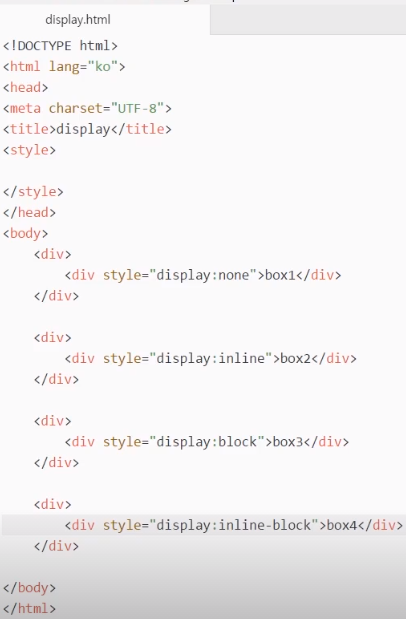 display.html
<!DOCTYPE html>
<html lang="ko">
<head>
<meta charset="UTF-8">
<title>display</title>
<style>
</style>
</head>
<body>
<div>
<div style="display:none">box1</div>
</div>
<div>
<div style="display:inline">box2</div>
</div>
<div>
<div style="display:block">box3</div>
</div>
<div>
<div style="display:inline-block">box4</div>
</div>
</body>
</html>